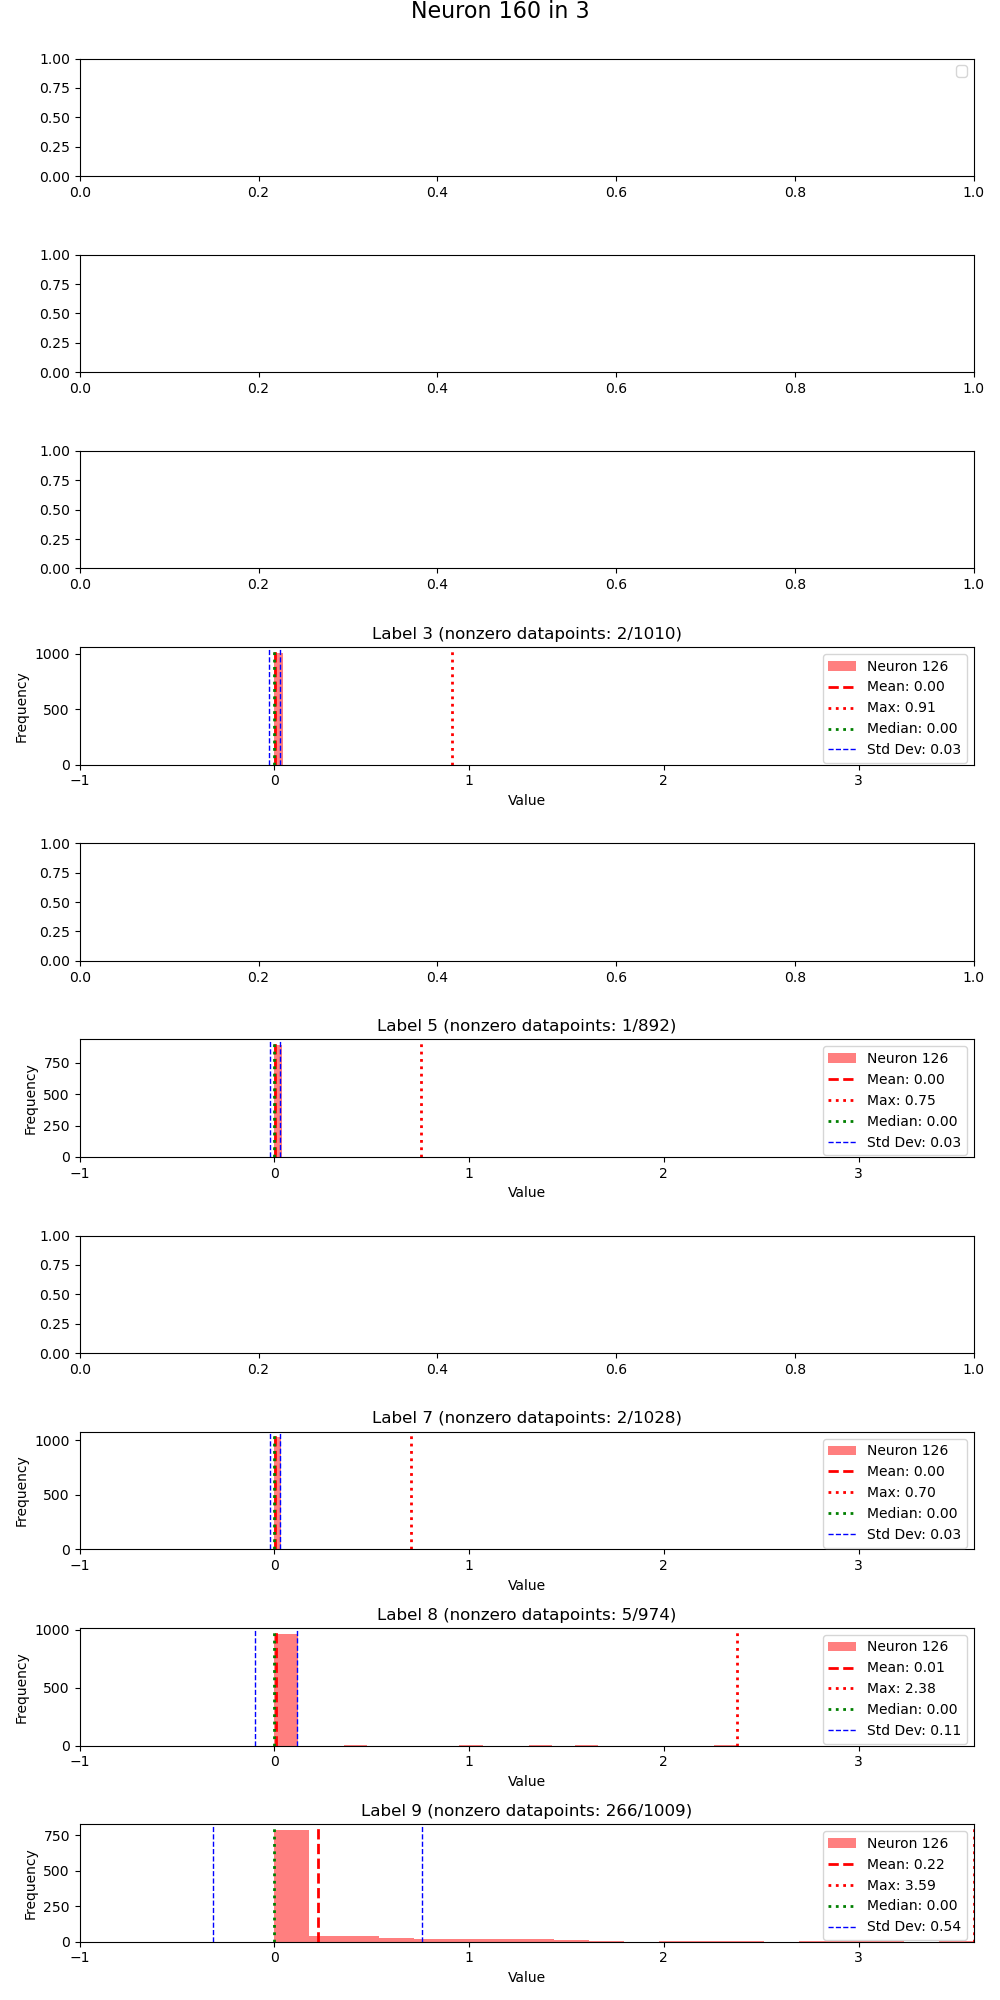 Neuron 160 in 3
1.00
0.75
0.50
0.25
0.00
0.0 0.2 0.4 0.6 0.8 1.0
1.00
0.75
0.50
0.25
0.00
0.0 0.2 0.4 0.6 0.8 1.0
1.00
0.75
0.50
0.25
0.00
0.0 0.2 0.4 0.6 0.8 1.0
Label 3 (nonzero datapoints: 2/1010)
Frequency
1000
500
0
Neuron 126
Mean: 0.00
Max: 0.91
Median: 0.00
Std Dev: 0.03
−1 0 1 2 3
Value
1.00
0.75
0.50
0.25
0.00
0.0 0.2 0.4 0.6 0.8 1.0
Label 5 (nonzero datapoints: 1/892)
Frequency
750
500
250
0
Neuron 126
Mean: 0.00
Max: 0.75
Median: 0.00
Std Dev: 0.03
−1 0 1 2 3
Value
1.00
0.75
0.50
0.25
0.00
0.0 0.2 0.4 0.6 0.8 1.0
Label 7 (nonzero datapoints: 2/1028)
Frequency
1000
500
0
Neuron 126
Mean: 0.00
Max: 0.70
Median: 0.00
Std Dev: 0.03
−1 0 1 2 3
Value
Label 8 (nonzero datapoints: 5/974)
Frequency
1000
500
0
Neuron 126
Mean: 0.01
Max: 2.38
Median: 0.00
Std Dev: 0.11
−1 0 1 2 3
Value
Label 9 (nonzero datapoints: 266/1009)
Frequency
750
500
250
0
Neuron 126
Mean: 0.22
Max: 3.59
Median: 0.00
Std Dev: 0.54
−1 0 1 2 3
Value